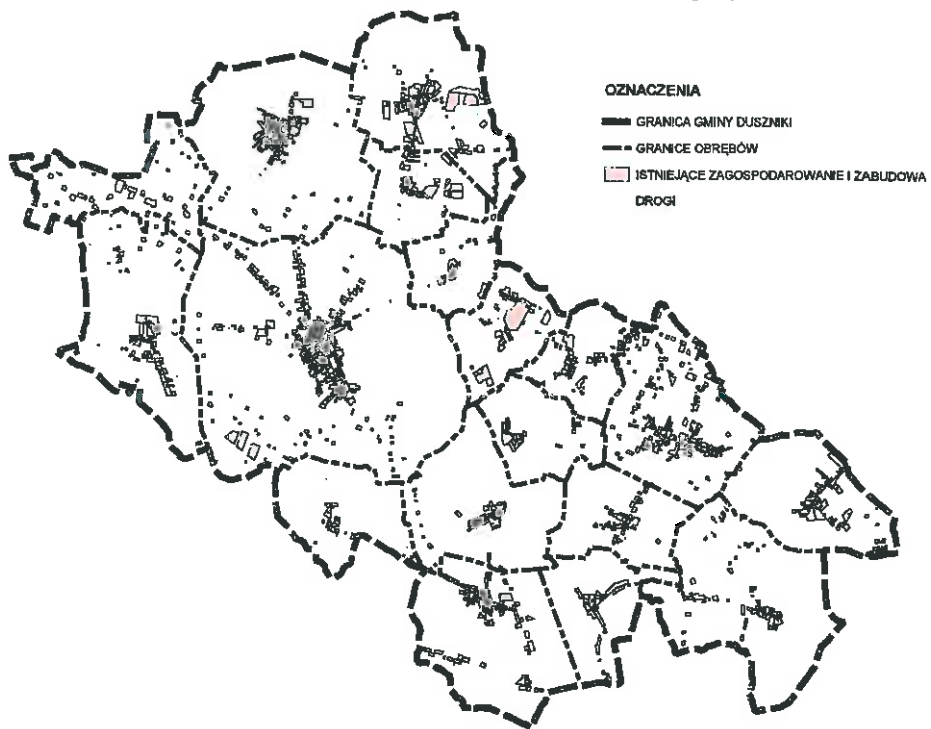 OZNACZENIA
GRANICA GMINY DUSZNIKI
GRANICE OBRĘBÓW
ISTNIEJĄCE ZAGOSPODAROWANIE I ZABUDOWA
DROGI